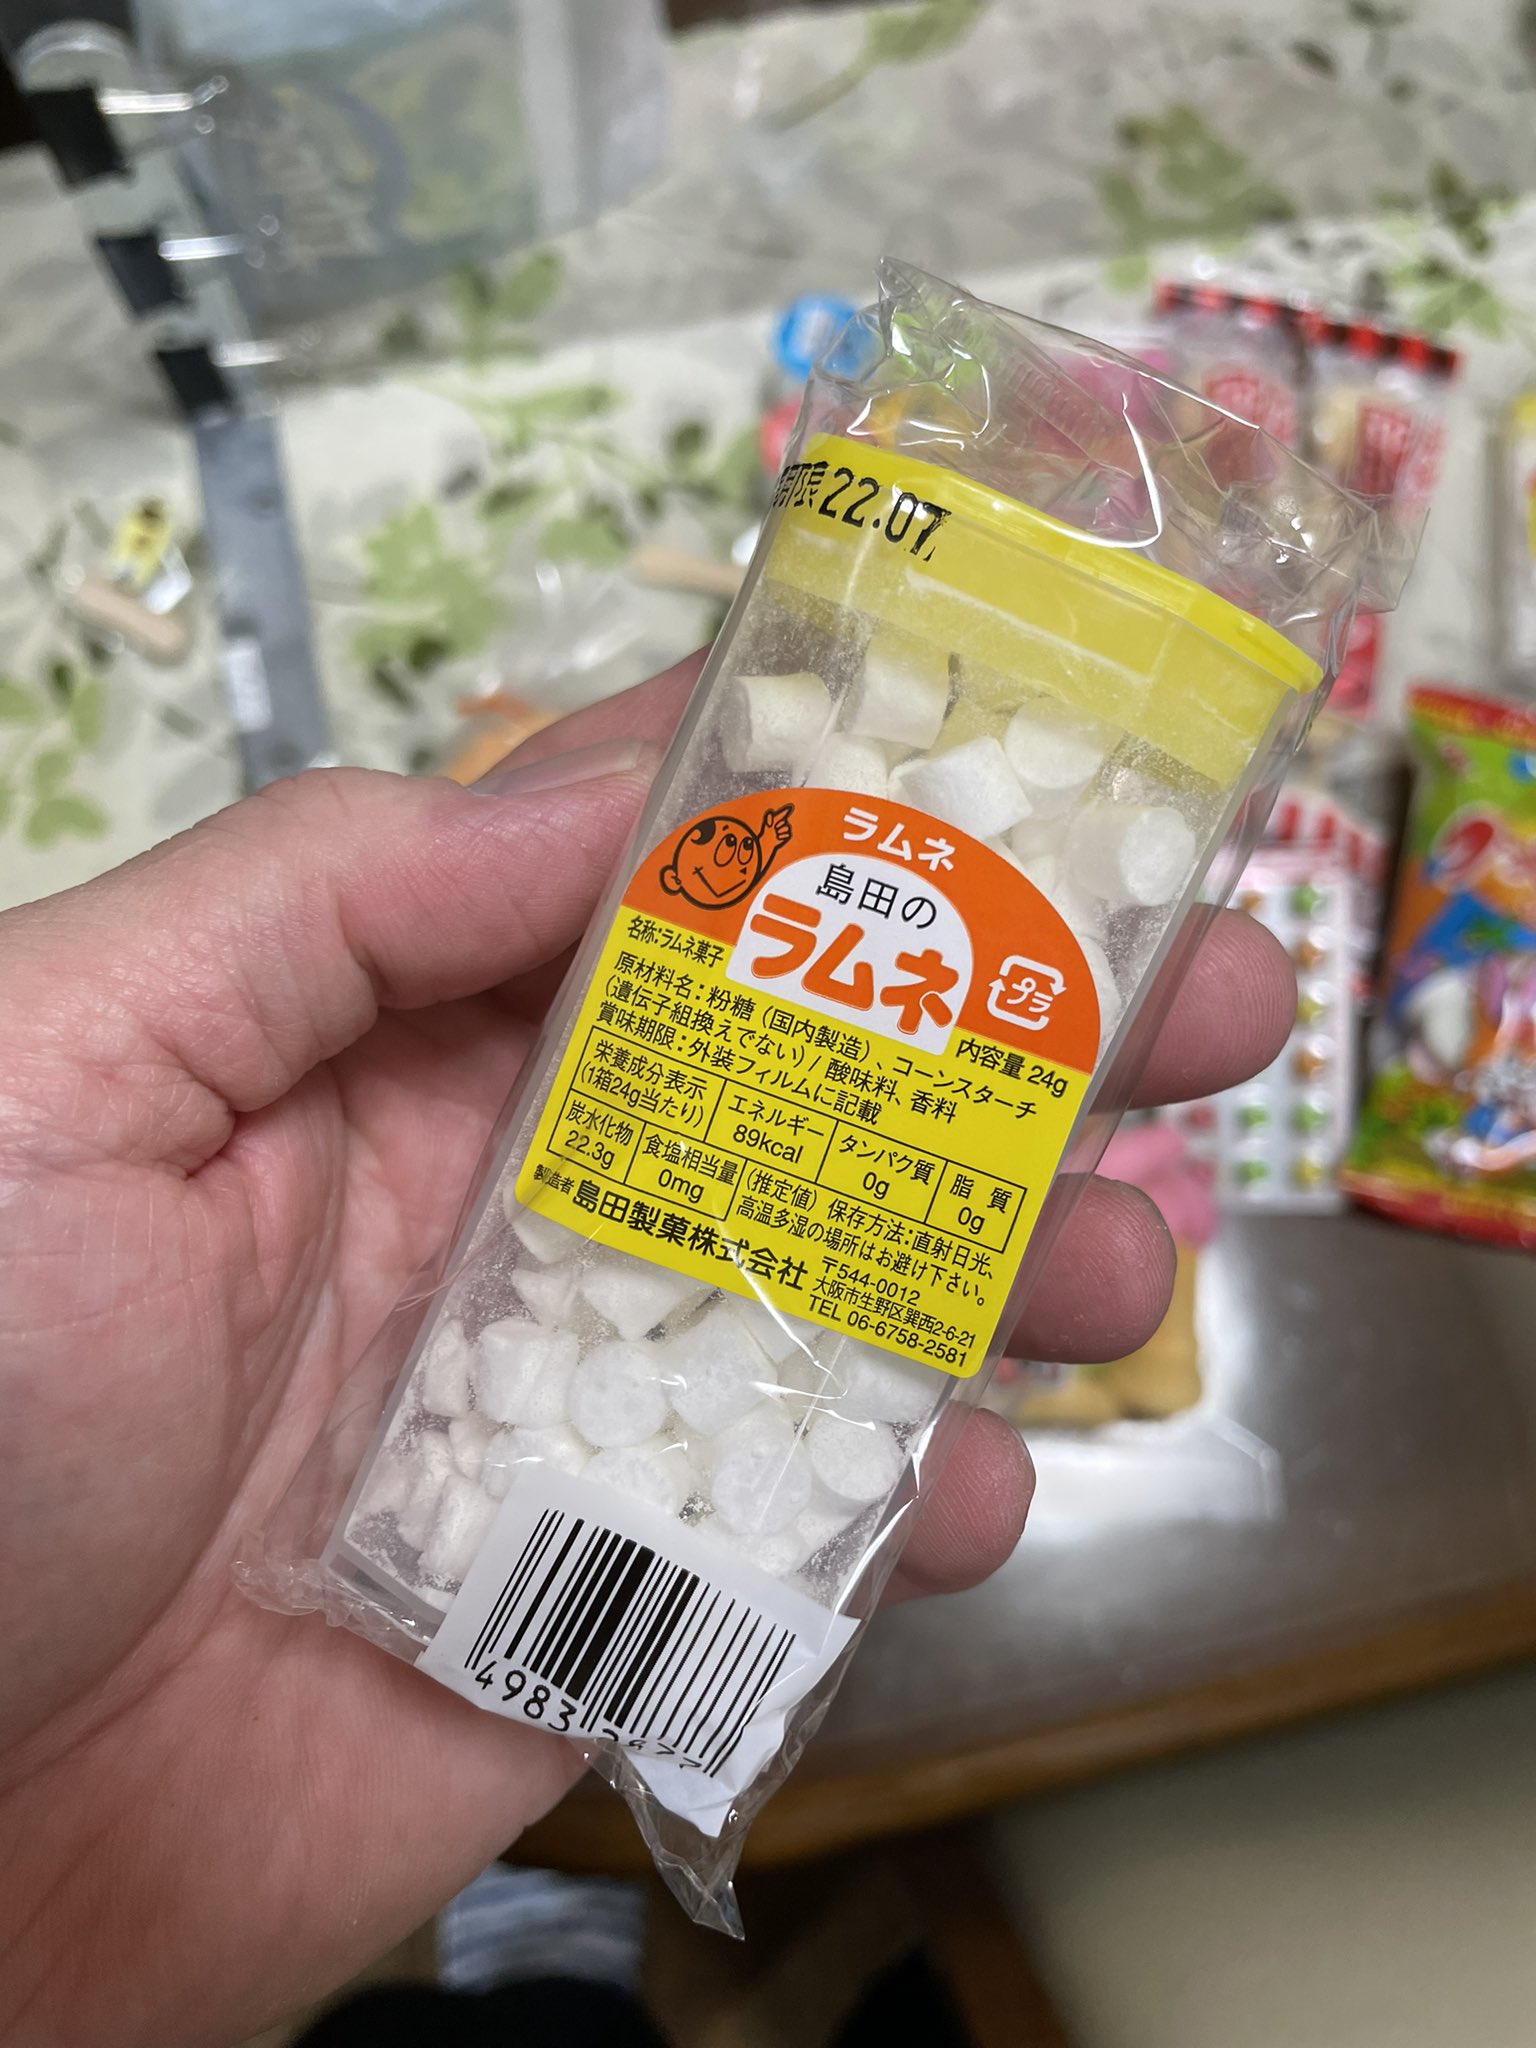 期限22.07
ラムネ
島田の
ラムネ
プラ
名称:ラムネ菓子
内容量 24g
原材料名:粉糖(国内製造)、コーンスターチ
(遺伝子組換えでない)/酸味料、香料
賞味期限:外装フィルムに記載
栄養成分表示
(1箱24g当たり)
エネルギー
89kcal
タンパク質
0g
脂質
0g
炭水化物
22.3g
食塩相当量
0mg
(推定値) 保存方法:直射日光、
高温多湿の場所はお避け下さい。
製造者 島田製菓株式会社
〒544-0012
大阪市生野区巽西2-6-21
TEL 06-6758-2581
4983